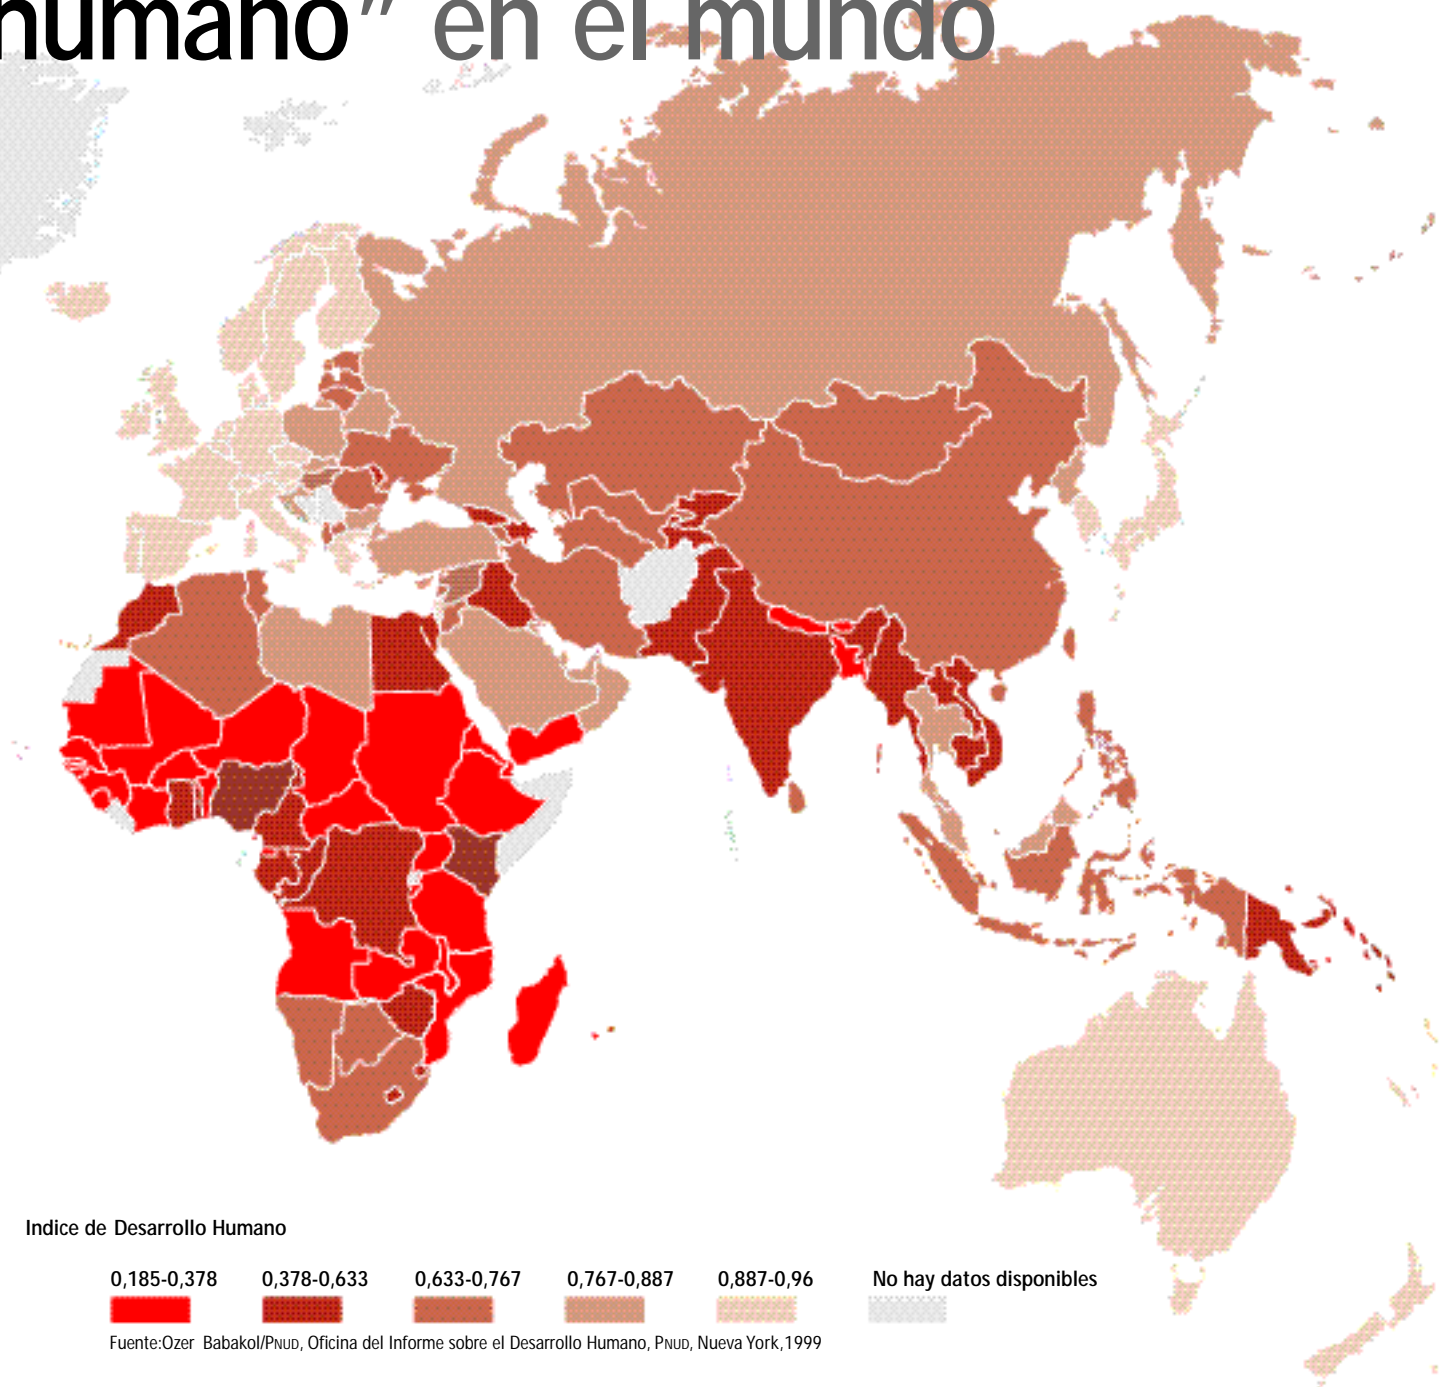 humano” en el mundo
Indice de Desarrollo Humano
0,185-0,378 0,378-0,633 0,633-0,767 0,767-0,887 0,887-0,96 No hay datos disponibles
Fuente:Ozer Babakol/PNUD, Oficina del Informe sobre el Desarrollo Humano, PNUD, Nueva York,1999